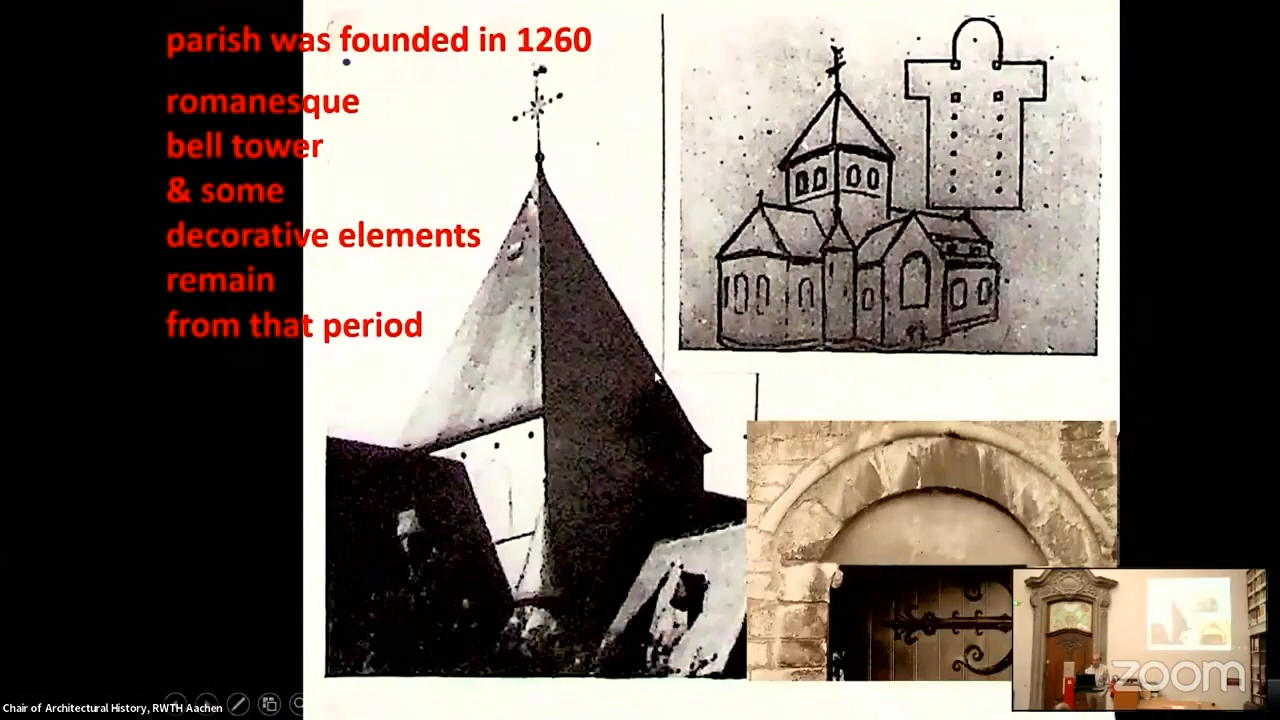 parish was founded in 1260
romanesque
bell tower
& some
decorative elements
remain
from that period
zoom
Chair of Architectural History, RWTH Aachen